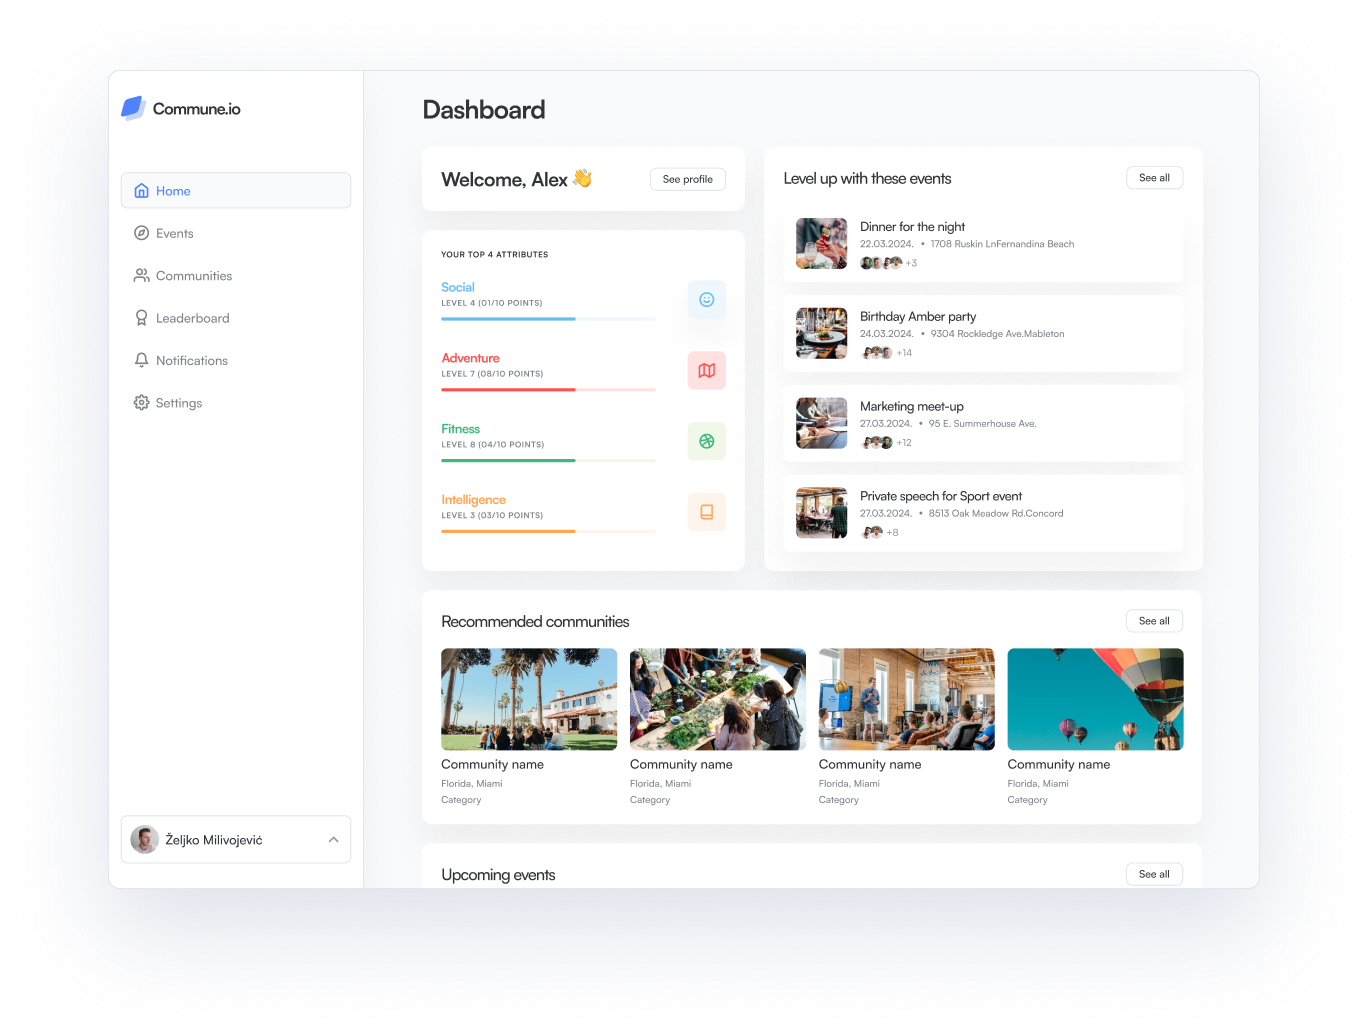 Commune.io
Home
Events
Communities
Leaderboard
Notifications
Settings
Željko Milivojević
Dashboard
Welcome, Alex 👋
See profile
YOUR TOP 4 ATTRIBUTES
Social
LEVEL 4 (01/10 POINTS)
Adventure
LEVEL 7 (08/10 POINTS)
Fitness
LEVEL 8 (04/10 POINTS)
Intelligence
LEVEL 3 (03/10 POINTS)
Level up with these events
See all
Dinner for the night
22.03.2024. • 1708 Ruskin LnFernandina Beach
+3
Birthday Amber party
24.03.2024. • 9304 Rockledge Ave.Mableton
+14
Marketing meet-up
27.03.2024. • 95 E. Summerhouse Ave.
+12
Private speech for Sport event
27.03.2024. • 8513 Oak Meadow Rd.Concord
+8
Recommended communities
See all
Community name
Florida, Miami
Category
Community name
Florida, Miami
Category
Community name
Florida, Miami
Category
Community name
Florida, Miami
Category
Upcoming events
See all